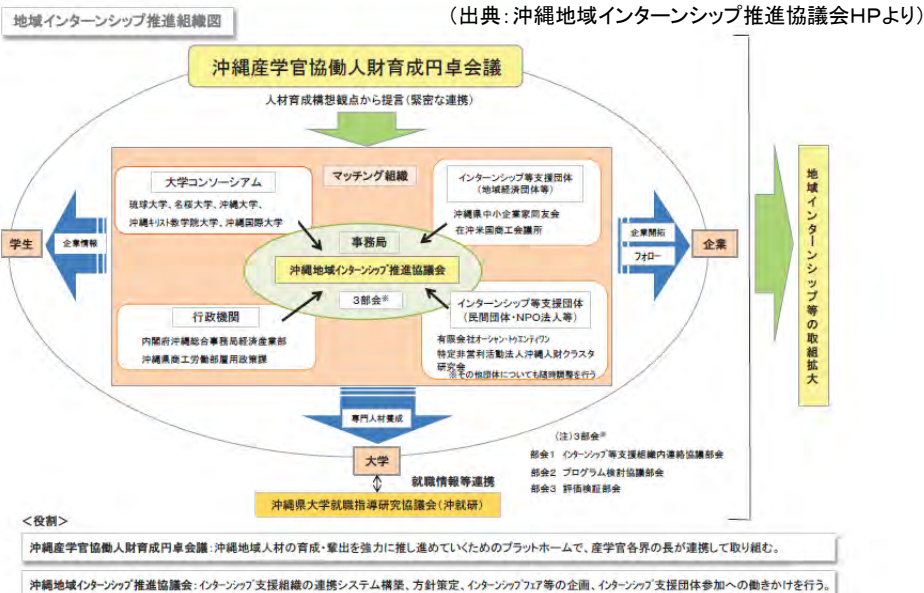 地域インターンシップ推進組織図
（出典：沖縄地域インターンシップ推進協議会HPより）
沖縄産学官協働人財育成円卓会議
人材育成構想観点から提言（緊密な連携）
マッチング組織
大学コンソーシアム
琉球大学、名桜大学、沖縄大学、
沖縄キリスト教学院大学、沖縄国際大学
インターンシップ等支援団体
（地域経済団体等）
沖縄県中小企業家同友会
在沖米国商工会議所
事務局
沖縄地域インターンシップ推進協議会
3部会※
行政機関
内閣府沖縄総合事務局経済産業部
沖縄県商工労働部雇用政策課
インターンシップ等支援団体
（民間団体・NPO法人等）
有限会社オーシャン・トゥエンティワン
特定非営利活動法人沖縄人財クラスタ
研究会
※その他団体についても随時調整を行う
学生
企業情報
企業開拓
フォロー
企業
地域インターンシップ等の取組拡大
専門人材養成
大学
就職情報等連携
沖縄県大学就職指導研究協議会（沖就研）
（注）3部会※
部会1 インターンシップ等支援組織内連絡協議部会
部会2 プログラム検討協議部会
部会3 評価検証部会
＜役割＞
沖縄産学官協働人財育成円卓会議：沖縄地域人材の育成・輩出を強力に推し進めていくためのプラットホームで、産学官各界の長が連携して取り組む。
沖縄地域インターンシップ推進協議会：インターンシップ支援組織の連携システム構築、方針策定、インターンシップフェア等の企画、インターンシップ支援団体参加への働きかけを行う。